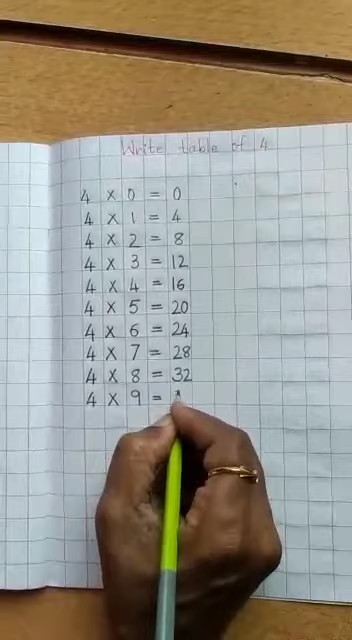 Write table of 4
4 X 0 = 0
4 X 1 = 4
4 X 2 = 8
4 X 3 = 12
4 X 4 = 16
4 X 5 = 20
4 X 6 = 24
4 X 7 = 28
4 X 8 = 32
4 X 9 =